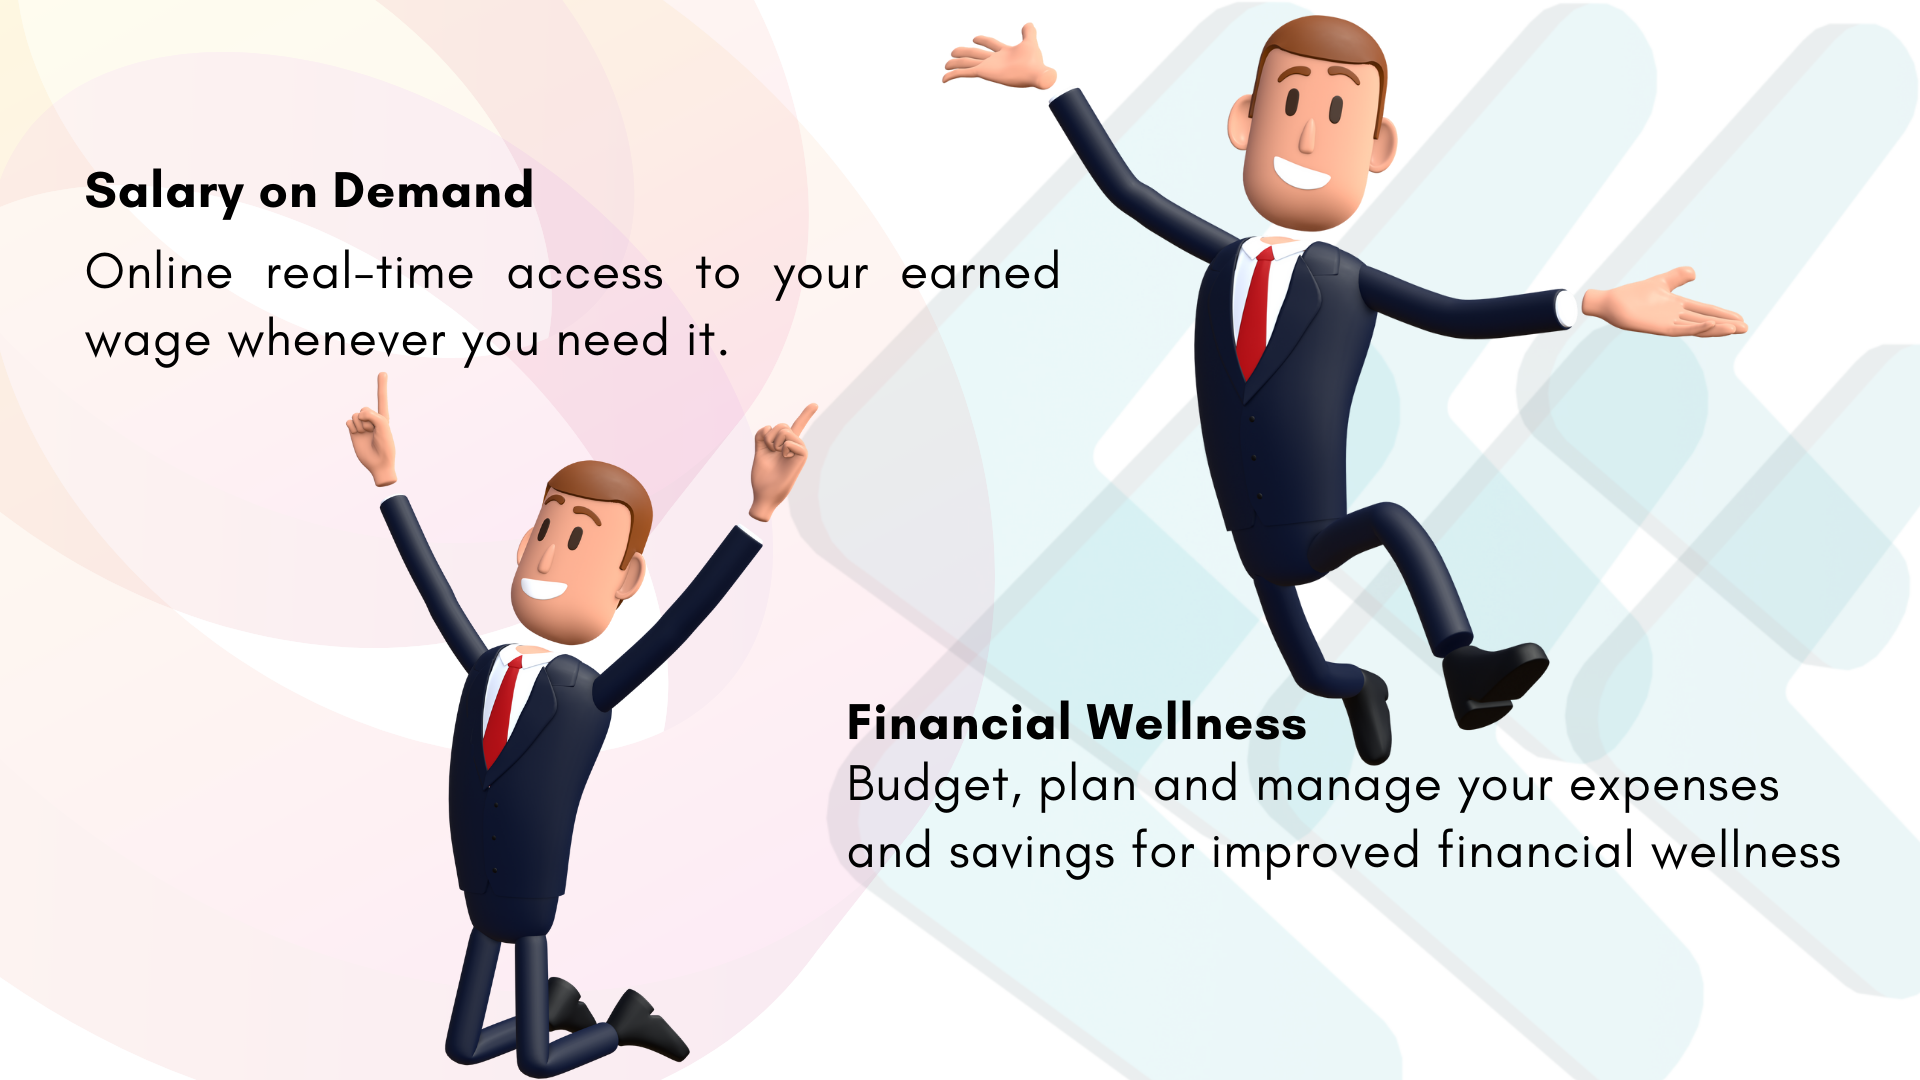 Salary on Demand
Online real-time access to your earned
wage whenever you need it.
Financial Wellness
Budget, plan and manage your expenses
and savings for improved financial wellness